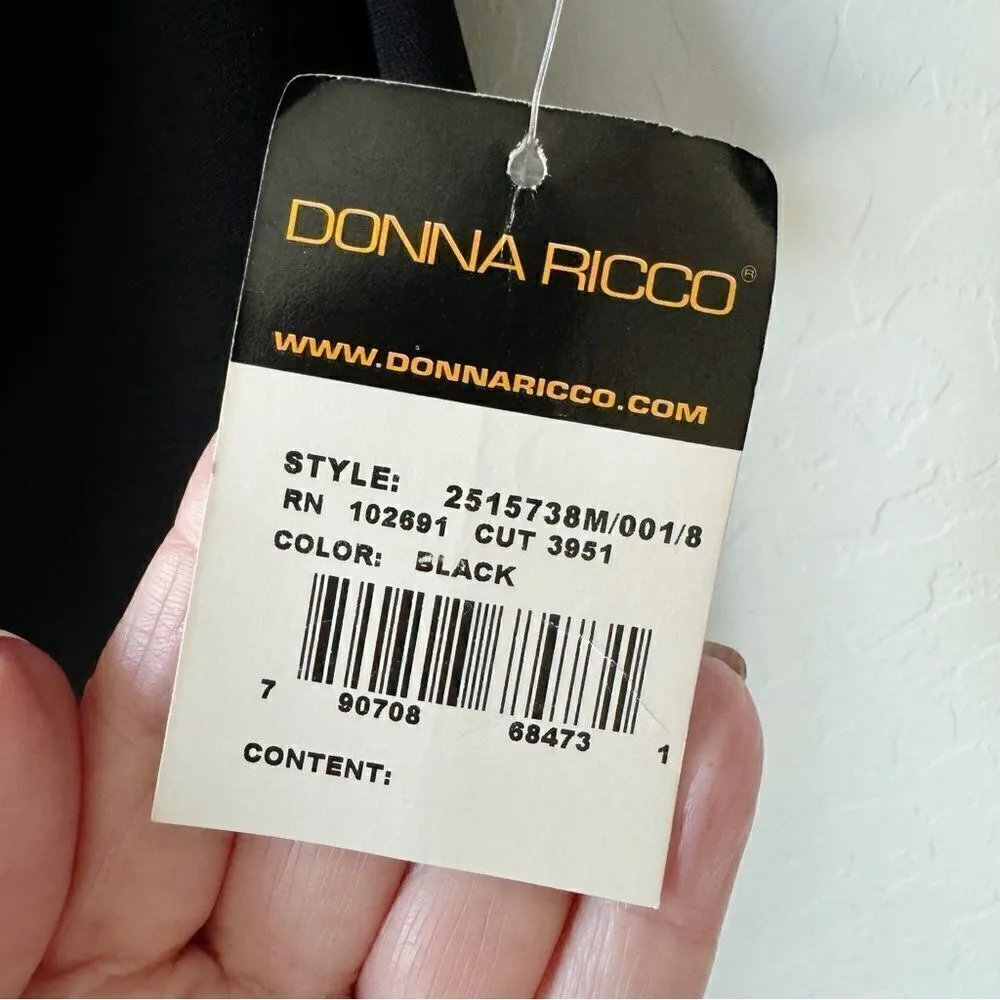 DONNA RICCO®
WWW.DONNARICCO.COM
STYLE: 2515738M/001/8
RN 102691 CUT 3951
COLOR: BLACK
7 90708 68473 1
CONTENT: